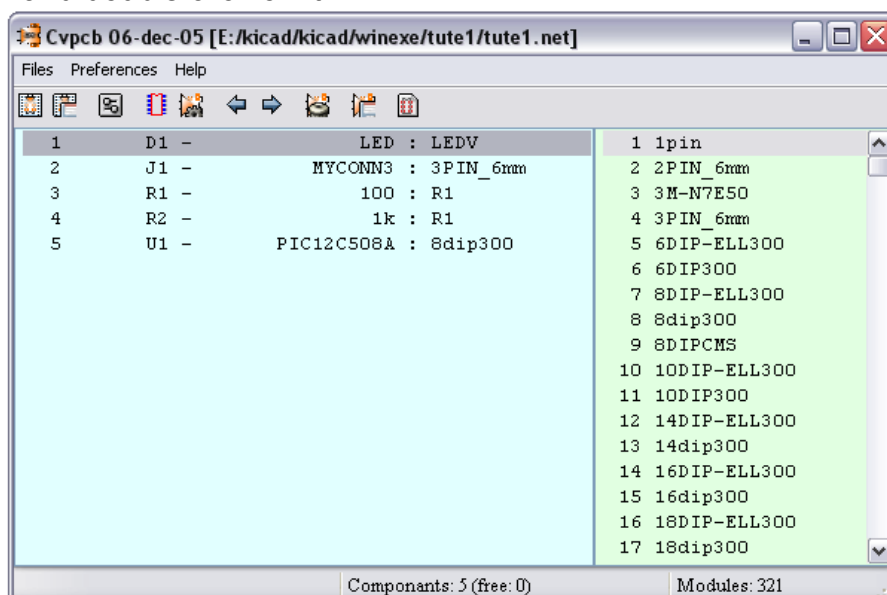 Cvpcb 06-dec-05 [E:/kicad/kicad/winexe/tute1/tute1.net]
Files Preferences Help
1 D1 - LED : LEDV
2 J1 - MYCONN3 : 3PIN_6mm
3 R1 - 100 : R1
4 R2 - 1k : R1
5 U1 - PIC12C508A : 8dip300
1 1pin
2 2PIN_6mm
3 3M-N7E50
4 3PIN_6mm
5 6DIP-ELL300
6 6DIP300
7 8DIP-ELL300
8 8dip300
9 8DIPCMS
10 10DIP-ELL300
11 10DIP300
12 14DIP-ELL300
13 14dip300
14 16DIP-ELL300
15 16dip300
16 18DIP-ELL300
17 18dip300
Componants: 5 (free: 0)
Modules: 321